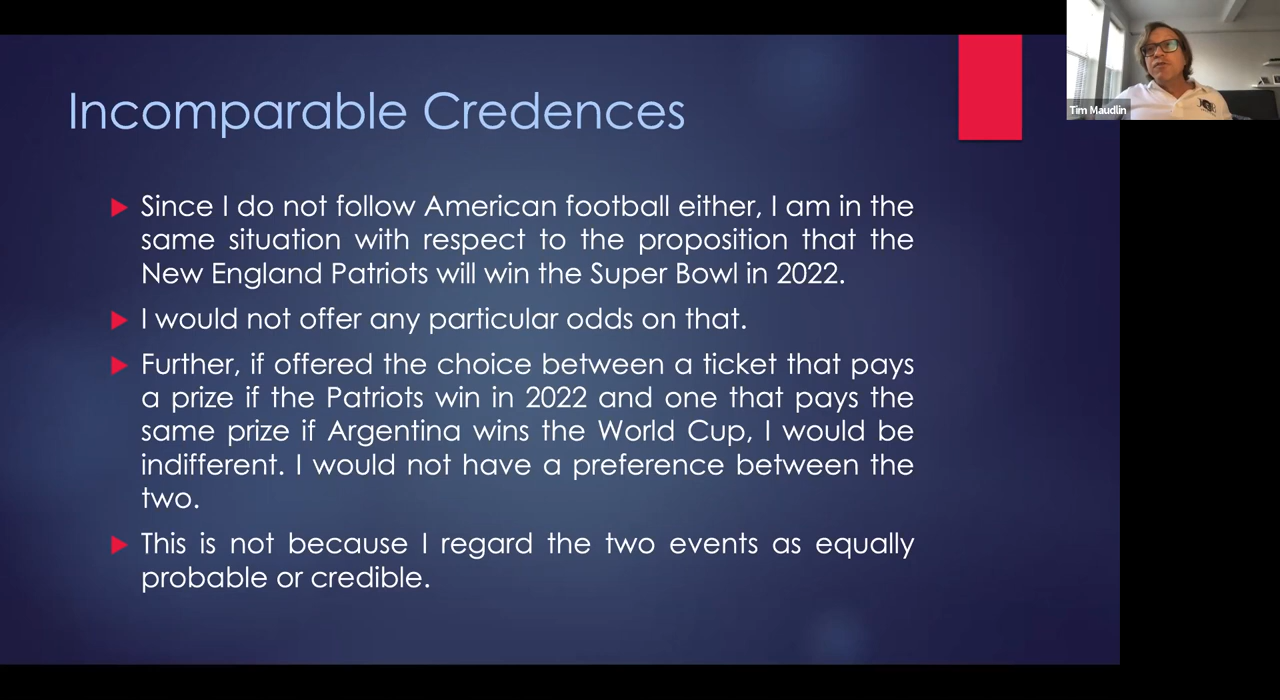 Incomparable Credences
Since I do not follow American football either, I am in the
same situation with respect to the proposition that the
New England Patriots will win the Super Bowl in 2022.
I would not offer any particular odds on that.
Further, if offered the choice between a ticket that pays
a prize if the Patriots win in 2022 and one that pays the
same prize if Argentina wins the World Cup, I would be
indifferent. I would not have a preference between the
two.
This is not because I regard the two events as equally
probable or credible.
Tim Maudlin